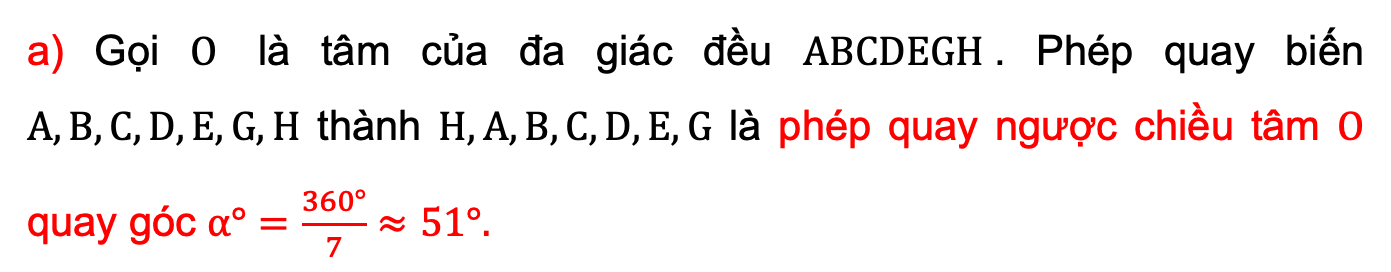 a) Gọi O là tâm của đa giác đều ABCDEGH. Phép quay biến
A, B, C, D, E, G, H thành H, A, B, C, D, E, G là phép quay ngược chiều tâm O
quay góc α° = 360°/7 ≈ 51°.